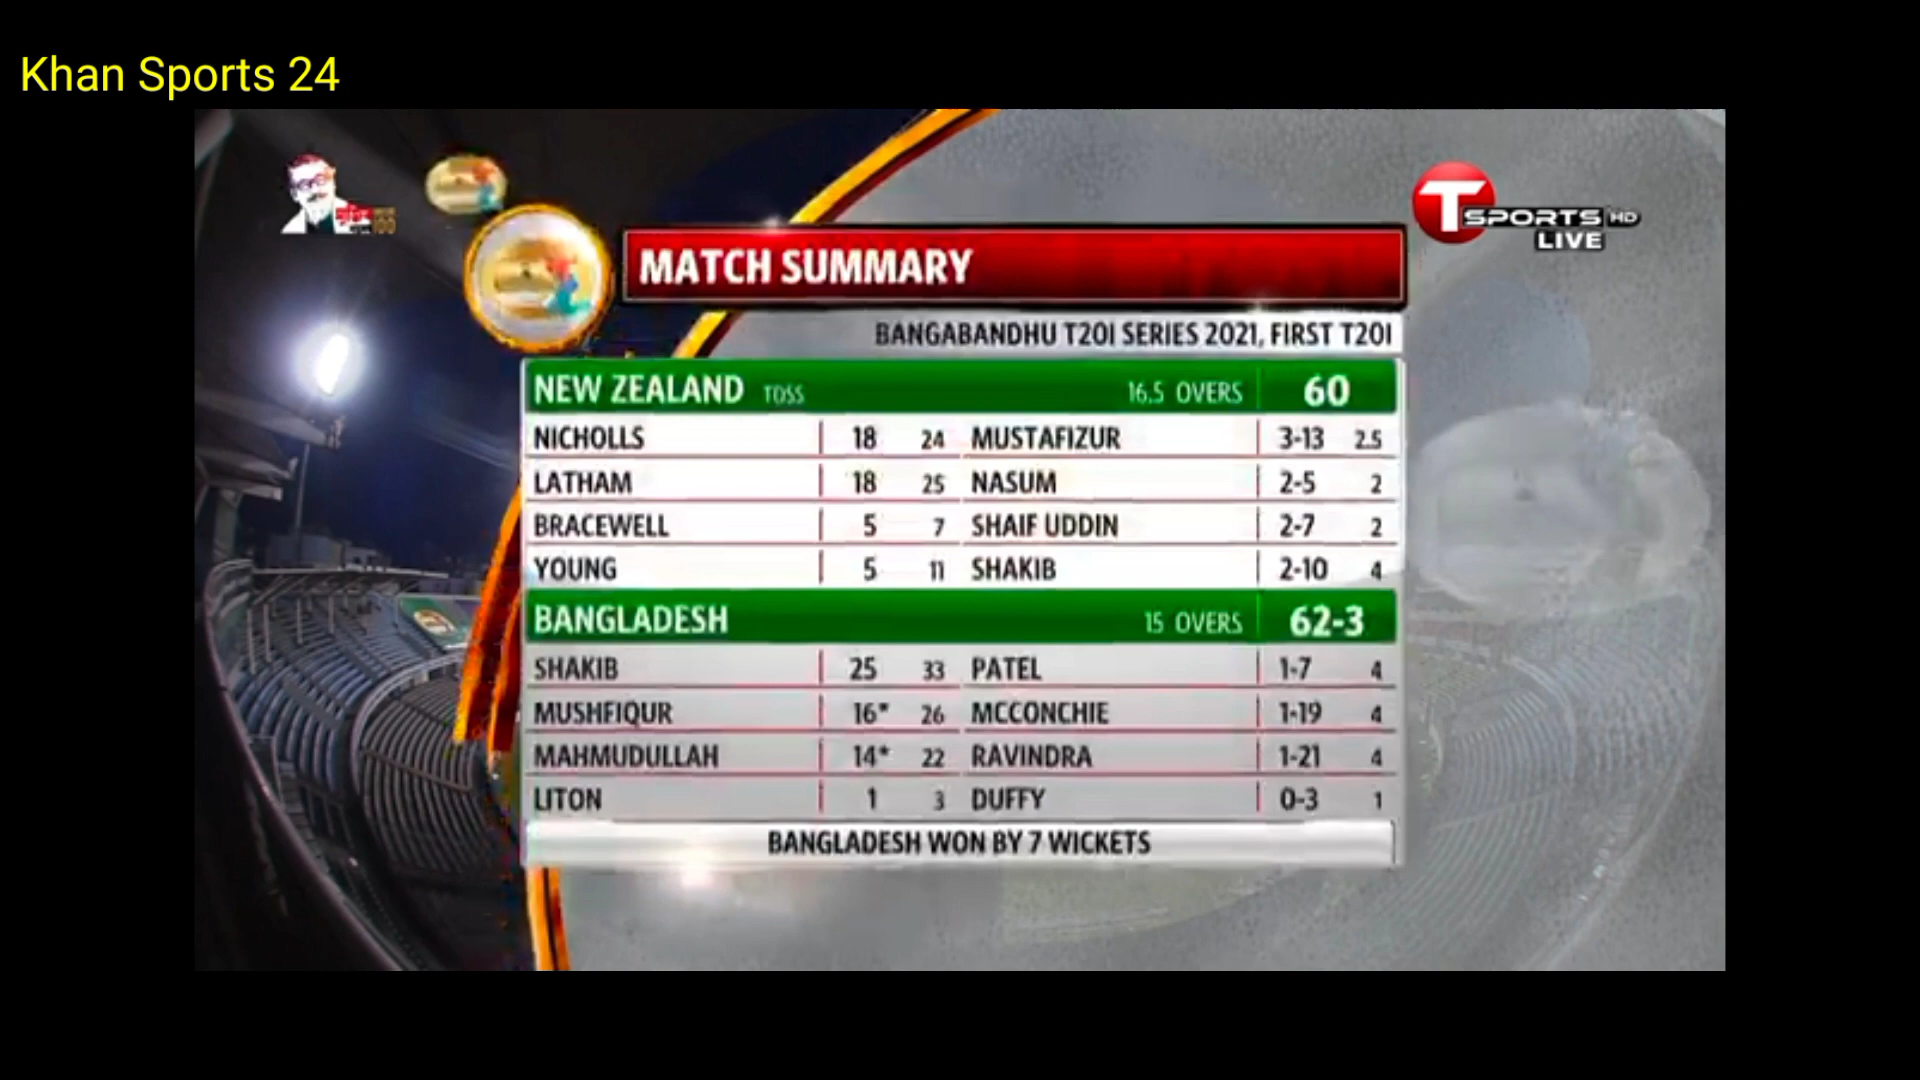 Khan Sports 24
100
T SPORTS HD
LIVE
MATCH SUMMARY
BANGABANDHU T20I SERIES 2021, FIRST T20I
NEW ZEALAND TOSS 16.5 OVERS 60
NICHOLLS 18 24 MUSTAFIZUR 3-13 2.5
LATHAM 18 25 NASUM 2-5 2
BRACEWELL 5 7 SHAIF UDDIN 2-7 2
YOUNG 5 11 SHAKIB 2-10 4
BANGLADESH 15 OVERS 62-3
SHAKIB 25 33 PATEL 1-7 4
MUSHFIQUR 16* 26 MCCONCHIE 1-19 4
MAHMUDULLAH 14* 22 RAVINDRA 1-21 4
LITON 1 3 DUFFY 0-3 1
BANGLADESH WON BY 7 WICKETS